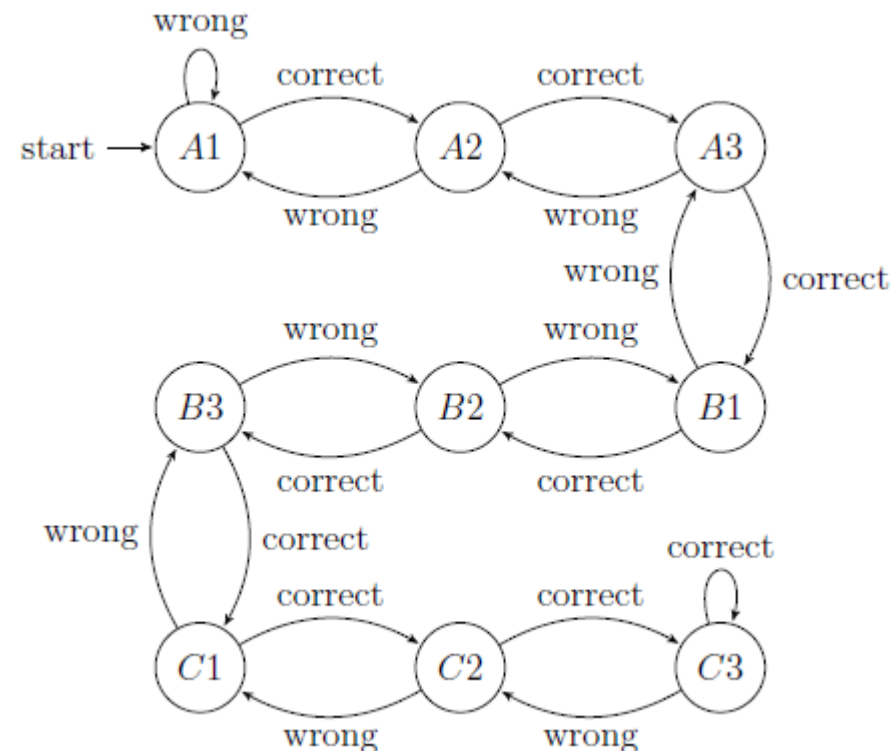 wrong
correct correct
start A1 A2 A3
wrong wrong
wrong correct
wrong wrong
B3 B2 B1
correct correct
wrong correct correct
correct correct
C1 C2 C3
wrong wrong